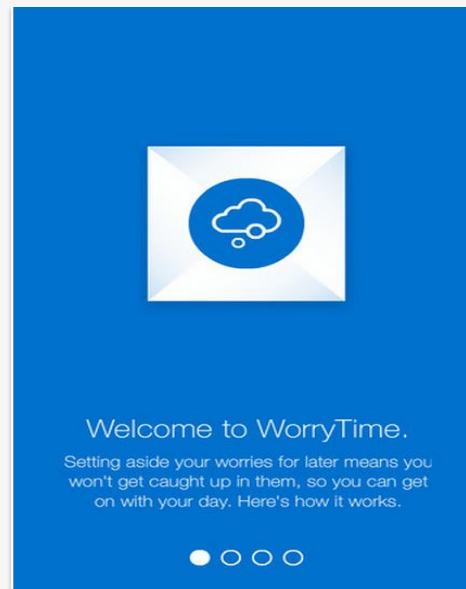 Welcome to WorryTime.
Setting aside your worries for later means you
won't get caught up in them, so you can get
on with your day. Here's how it works.